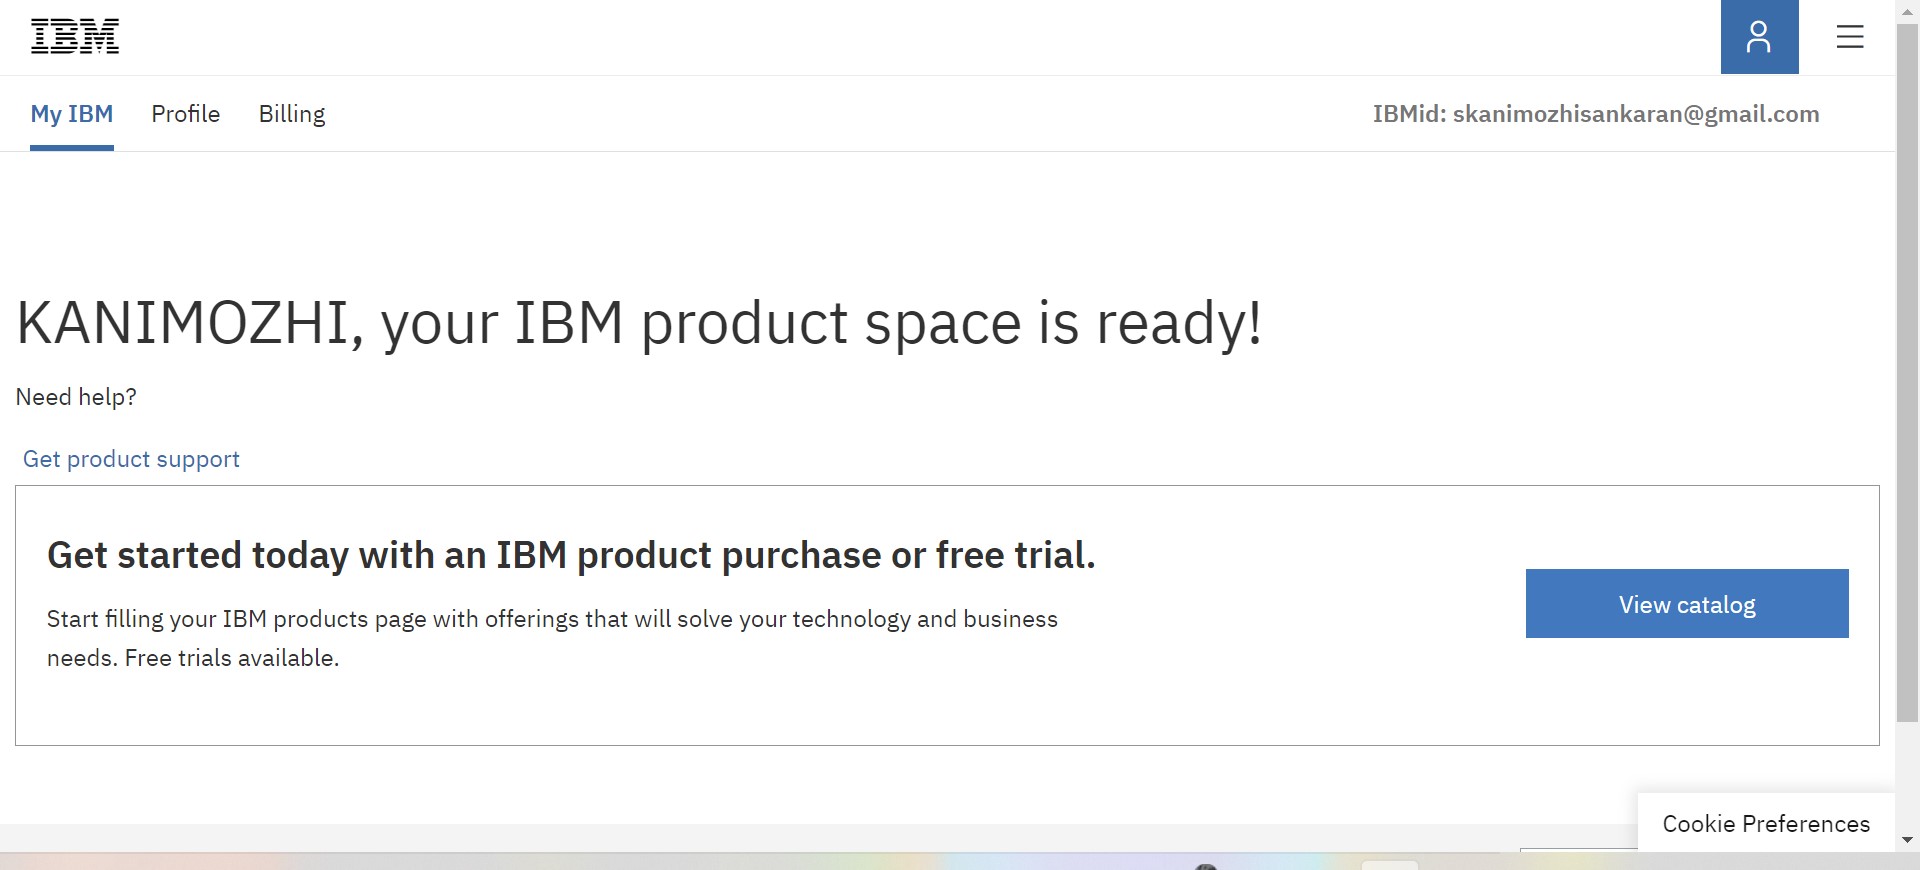 IBM
My IBM Profile Billing IBMid: skanimozhisankaran@gmail.com
KANIMOZHI, your IBM product space is ready!
Need help?
Get product support
Get started today with an IBM product purchase or free trial.
Start filling your IBM products page with offerings that will solve your technology and business
needs. Free trials available.
View catalog
Cookie Preferences